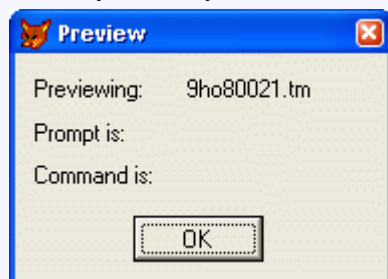 Preview
Previewing: 9ho80021.tm
Prompt is:
Command is:
OK